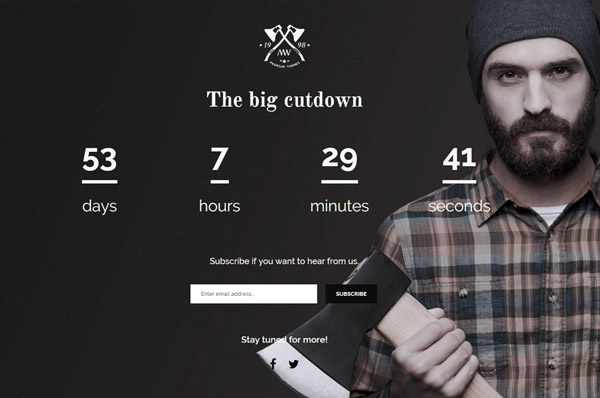 19 98
MW
PREMIUM THEMES
The big cutdown
53 7 29 41
days hours minutes seconds
Subscribe if you want to hear from us.
Enter email address.. SUBSCRIBE
Stay tuned for more!